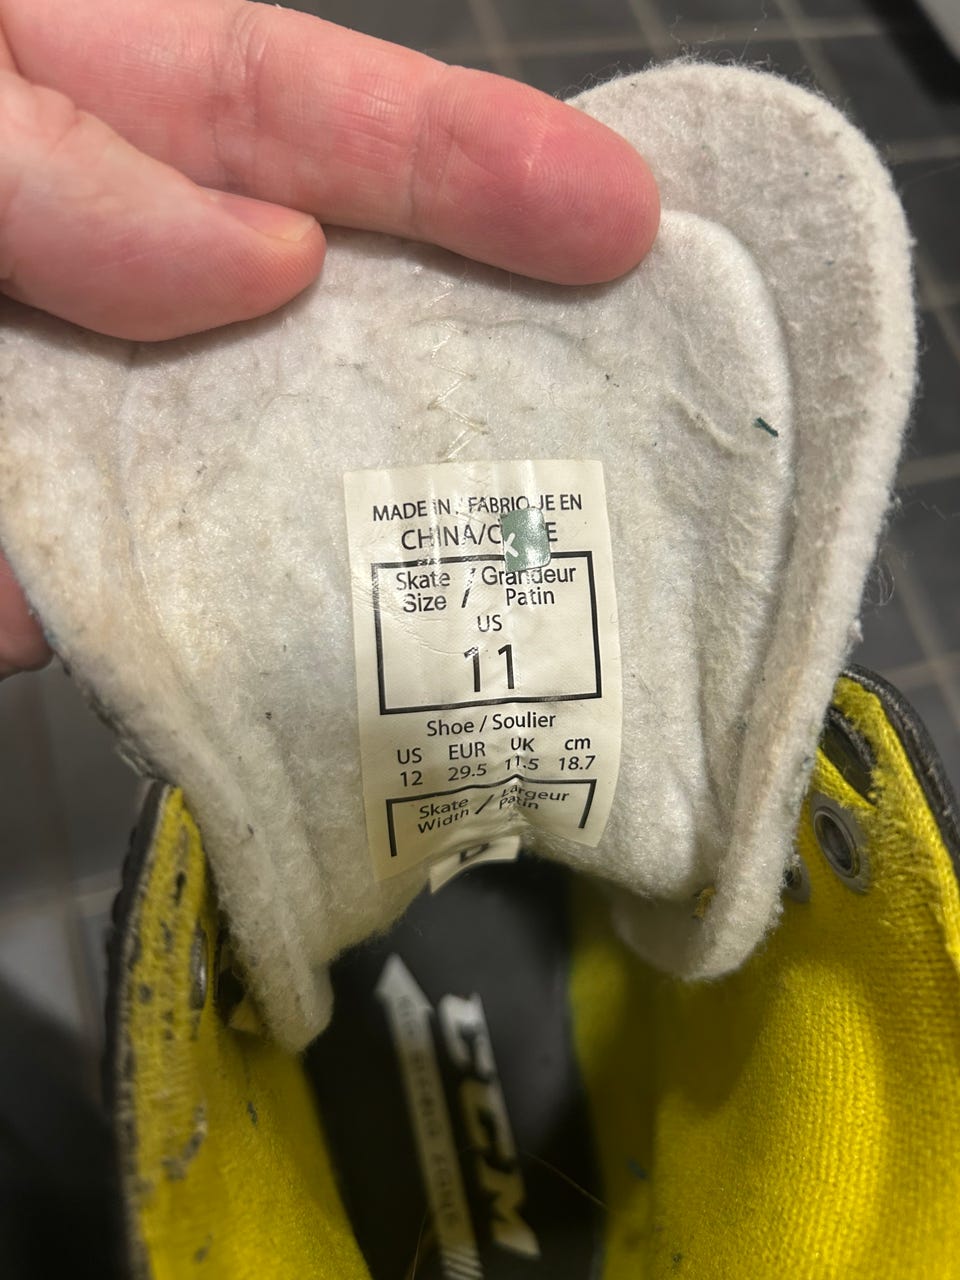 MADE IN / FABRIQUE EN
CHINA/C E
Skate / Grandeur
Size Patin
US
11
Shoe / Soulier
US EUR UK cm
12 29.5 11.5 18.7
Skate / Largeur
Width Patin
D
CCM